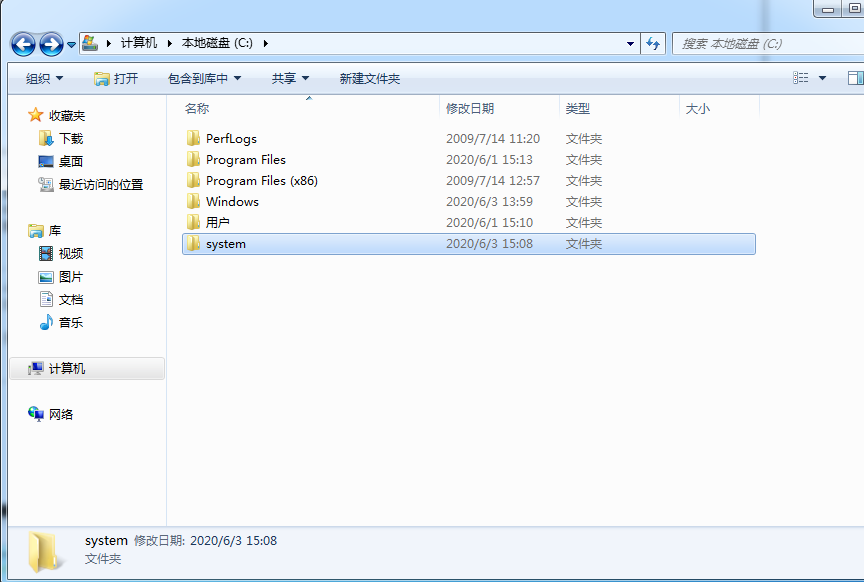 计算机 本地磁盘 (C:) 搜索 本地磁盘 (C:)
组织 打开 包含到库中 共享 新建文件夹
收藏夹
下载
桌面
最近访问的位置
库
视频
图片
文档
音乐
计算机
网络
名称 修改日期 类型 大小
PerfLogs 2009/7/14 11:20 文件夹
Program Files 2020/6/1 15:13 文件夹
Program Files (x86) 2009/7/14 12:57 文件夹
Windows 2020/6/3 13:59 文件夹
用户 2020/6/1 15:10 文件夹
system 2020/6/3 15:08 文件夹
system 修改日期: 2020/6/3 15:08
文件夹